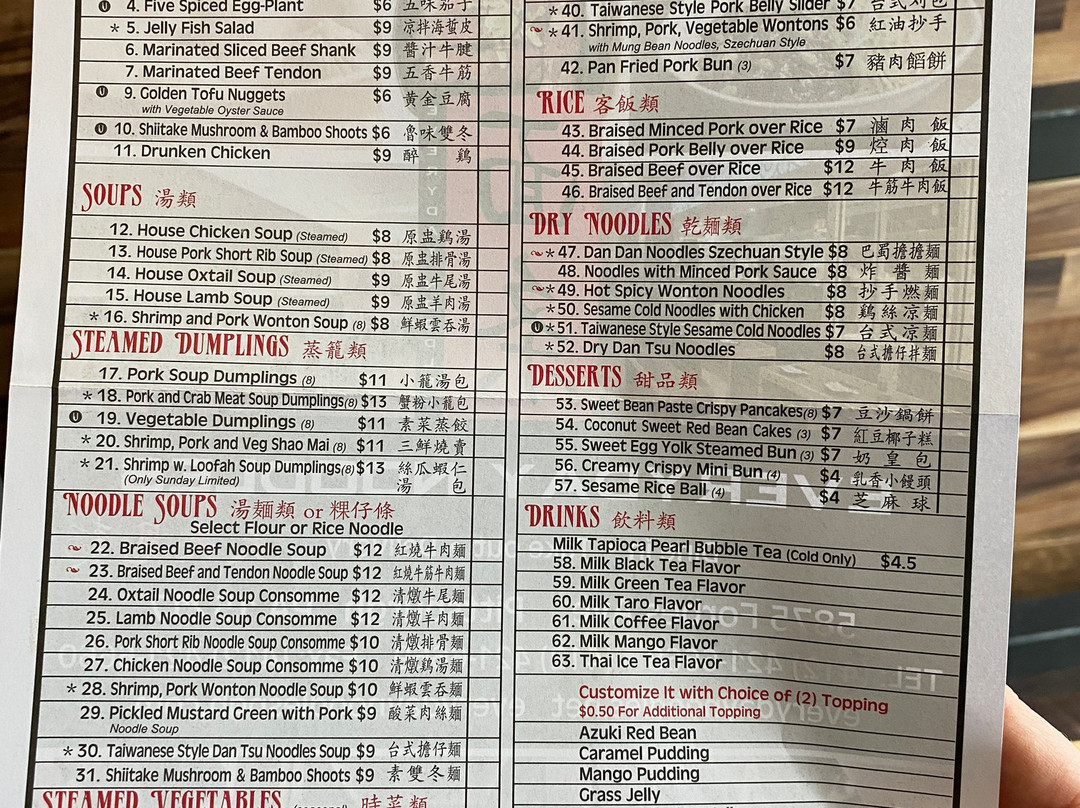 4. Five Spiced Egg-Plant $6 五味茄子
* 5. Jelly Fish Salad $9 凉拌海蜇皮
6. Marinated Sliced Beef Shank $9 醬汁牛腱
7. Marinated Beef Tendon $9 五香牛筋
9. Golden Tofu Nuggets $6 黃金豆腐
with Vegetable Oyster Sauce
10. Shiitake Mushroom & Bamboo Shoots $6 魯味雙冬
11. Drunken Chicken $9 醉 鷄
SOUPS 湯類
12. House Chicken Soup (Steamed) $8 原盅鷄湯
13. House Pork Short Rib Soup (Steamed) $8 原盅排骨湯
14. House Oxtail Soup (Steamed) $9 原盅牛尾湯
15. House Lamb Soup (Steamed) $9 原盅羊肉湯
* 16. Shrimp and Pork Wonton Soup (8) $8 鮮蝦雲吞湯
STEAMED DUMPLINGS 蒸籠類
17. Pork Soup Dumplings (8) $11 小籠湯包
* 18. Pork and Crab Meat Soup Dumplings(8) $13 蟹粉小籠包
19. Vegetable Dumplings (8) $11 素菜蒸餃
* 20. Shrimp, Pork and Veg Shao Mai (8) $11 三鮮燒賣
* 21. Shrimp w. Loofah Soup Dumplings(8) $13 絲瓜蝦仁
(Only Sunday Limited) 湯 包
NOODLE SOUPS 湯麵類 or 粿仔條
Select Flour or Rice Noodle
22. Braised Beef Noodle Soup $12 紅燒牛肉麵
23. Braised Beef and Tendon Noodle Soup $12 紅燒牛筋牛肉麵
24. Oxtail Noodle Soup Consomme $12 清燉牛尾麵
25. Lamb Noodle Soup Consomme $12 清燉羊肉麵
26. Pork Short Rib Noodle Soup Consomme $10 清燉排骨麵
27. Chicken Noodle Soup Consomme $10 清燉鷄湯麵
* 28. Shrimp, Pork Wonton Noodle Soup $10 鮮蝦雲吞麵
29. Pickled Mustard Green with Pork $9 酸菜肉絲麵
Noodle Soup
* 30. Taiwanese Style Dan Tsu Noodles Soup $9 台式擔仔麵
31. Shiitake Mushroom & Bamboo Shoots $9 素雙冬麵
STEAMED VEGETABLES (seasonal) 時菜類
* 40. Taiwanese Style Pork Belly Slider $7 台式刈包
* 41. Shrimp, Pork, Vegetable Wontons $6 紅油抄手
with Mung Bean Noodles, Szechuan Style
42. Pan Fried Pork Bun (3) $7 豬肉餡餅
RICE 客飯類
43. Braised Minced Pork over Rice $7 滷 肉 飯
44. Braised Pork Belly over Rice $9 焢 肉 飯
45. Braised Beef over Rice $12 牛 肉 飯
46. Braised Beef and Tendon over Rice $12 牛筋牛肉飯
DRY NOODLES 乾麵類
* 47. Dan Dan Noodles Szechuan Style $8 巴蜀擔擔麵
48. Noodles with Minced Pork Sauce $8 炸 醬 麵
* 49. Hot Spicy Wonton Noodles $8 抄手燃麵
* 50. Sesame Cold Noodles with Chicken $8 鷄絲凉麵
* 51. Taiwanese Style Sesame Cold Noodles $7 台式凉麵
* 52. Dry Dan Tsu Noodles $8 台式擔仔拌麵
DESSERTS 甜品類
53. Sweet Bean Paste Crispy Pancakes(8) $7 豆沙鍋餅
54. Coconut Sweet Red Bean Cakes (3) $7 紅豆椰子糕
55. Sweet Egg Yolk Steamed Bun (3) $7 奶 皇 包
56. Creamy Crispy Mini Bun (4) $4 乳香小饅頭
57. Sesame Rice Ball (4) $4 芝 麻 球
DRINKS 飲料類
Milk Tapioca Pearl Bubble Tea (Cold Only) $4.5
58. Milk Black Tea Flavor
59. Milk Green Tea Flavor
60. Milk Taro Flavor
61. Milk Coffee Flavor
62. Milk Mango Flavor
63. Thai Ice Tea Flavor
Customize It with Choice of (2) Topping
$0.50 For Additional Topping
Azuki Red Bean
Caramel Pudding
Mango Pudding
Grass Jelly